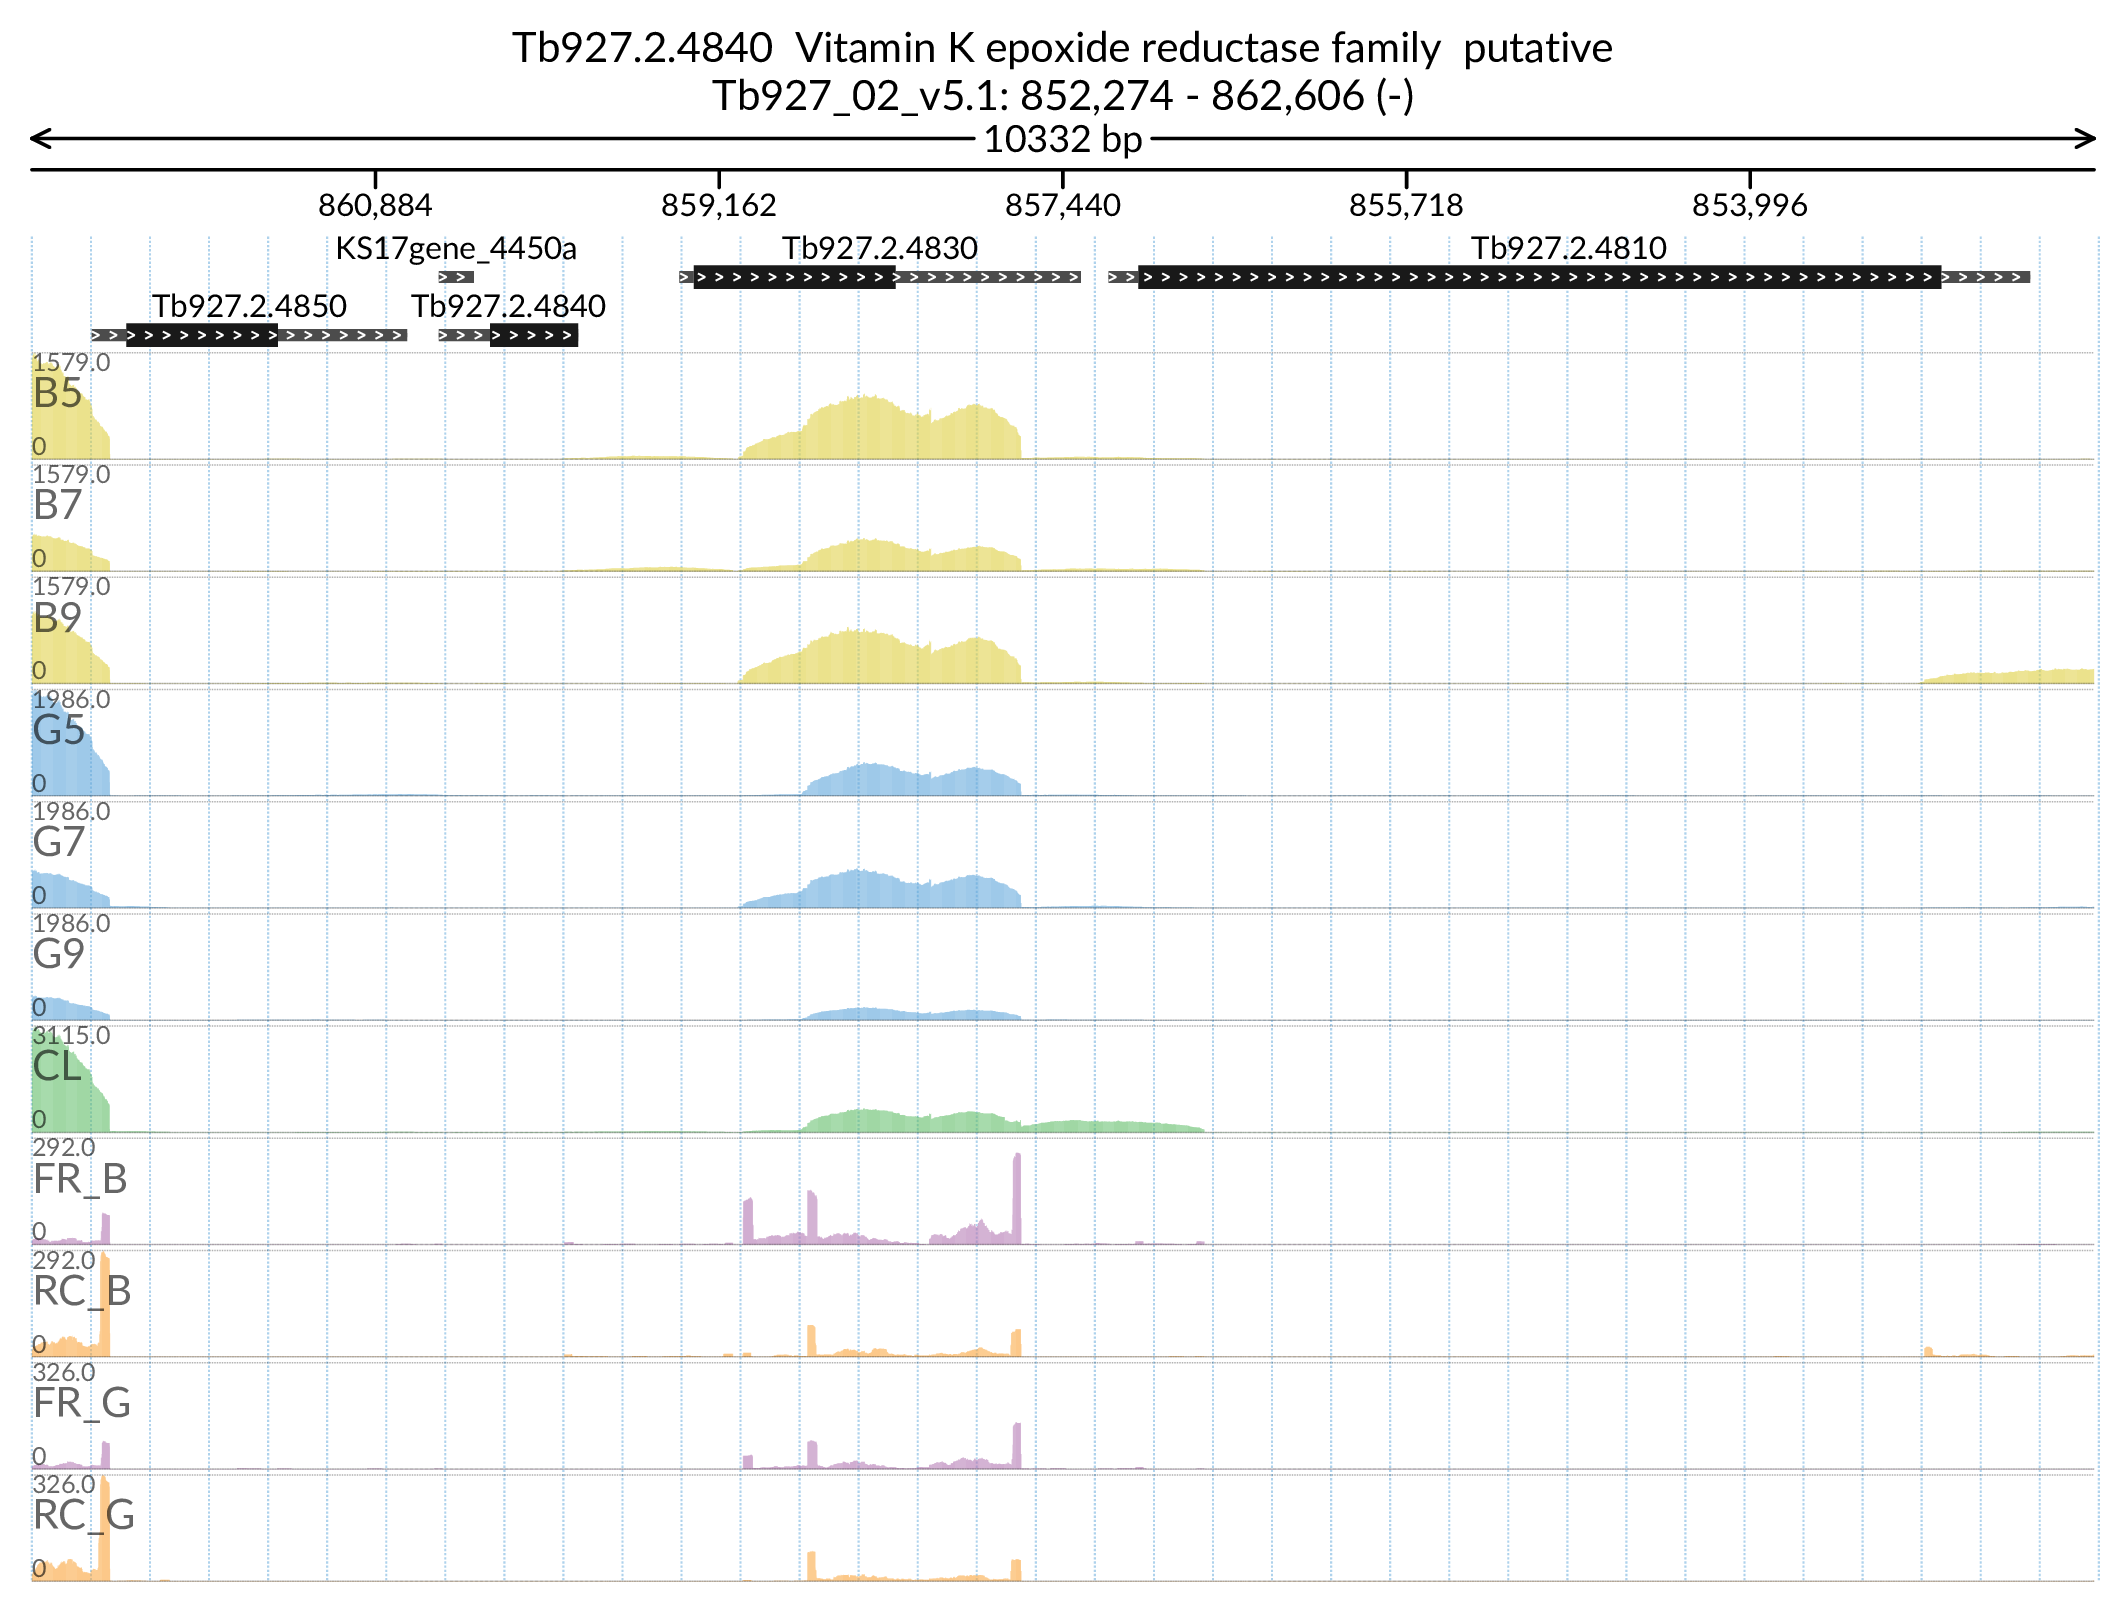 Tb927.2.4840  Vitamin K epoxide reductase family  putative
Tb927_02_v5.1: 852,274 - 862,606 (-)
10332 bp
860,884 859,162 857,440 855,718 853,996
KS17gene_4450a Tb927.2.4830 Tb927.2.4810
Tb927.2.4850 Tb927.2.4840
1579.0
B5
0
1579.0
B7
0
1579.0
B9
0
1986.0
G5
0
1986.0
G7
0
1986.0
G9
0
3115.0
CL
0
292.0
FR_B
0
292.0
RC_B
0
326.0
FR_G
0
326.0
RC_G
0